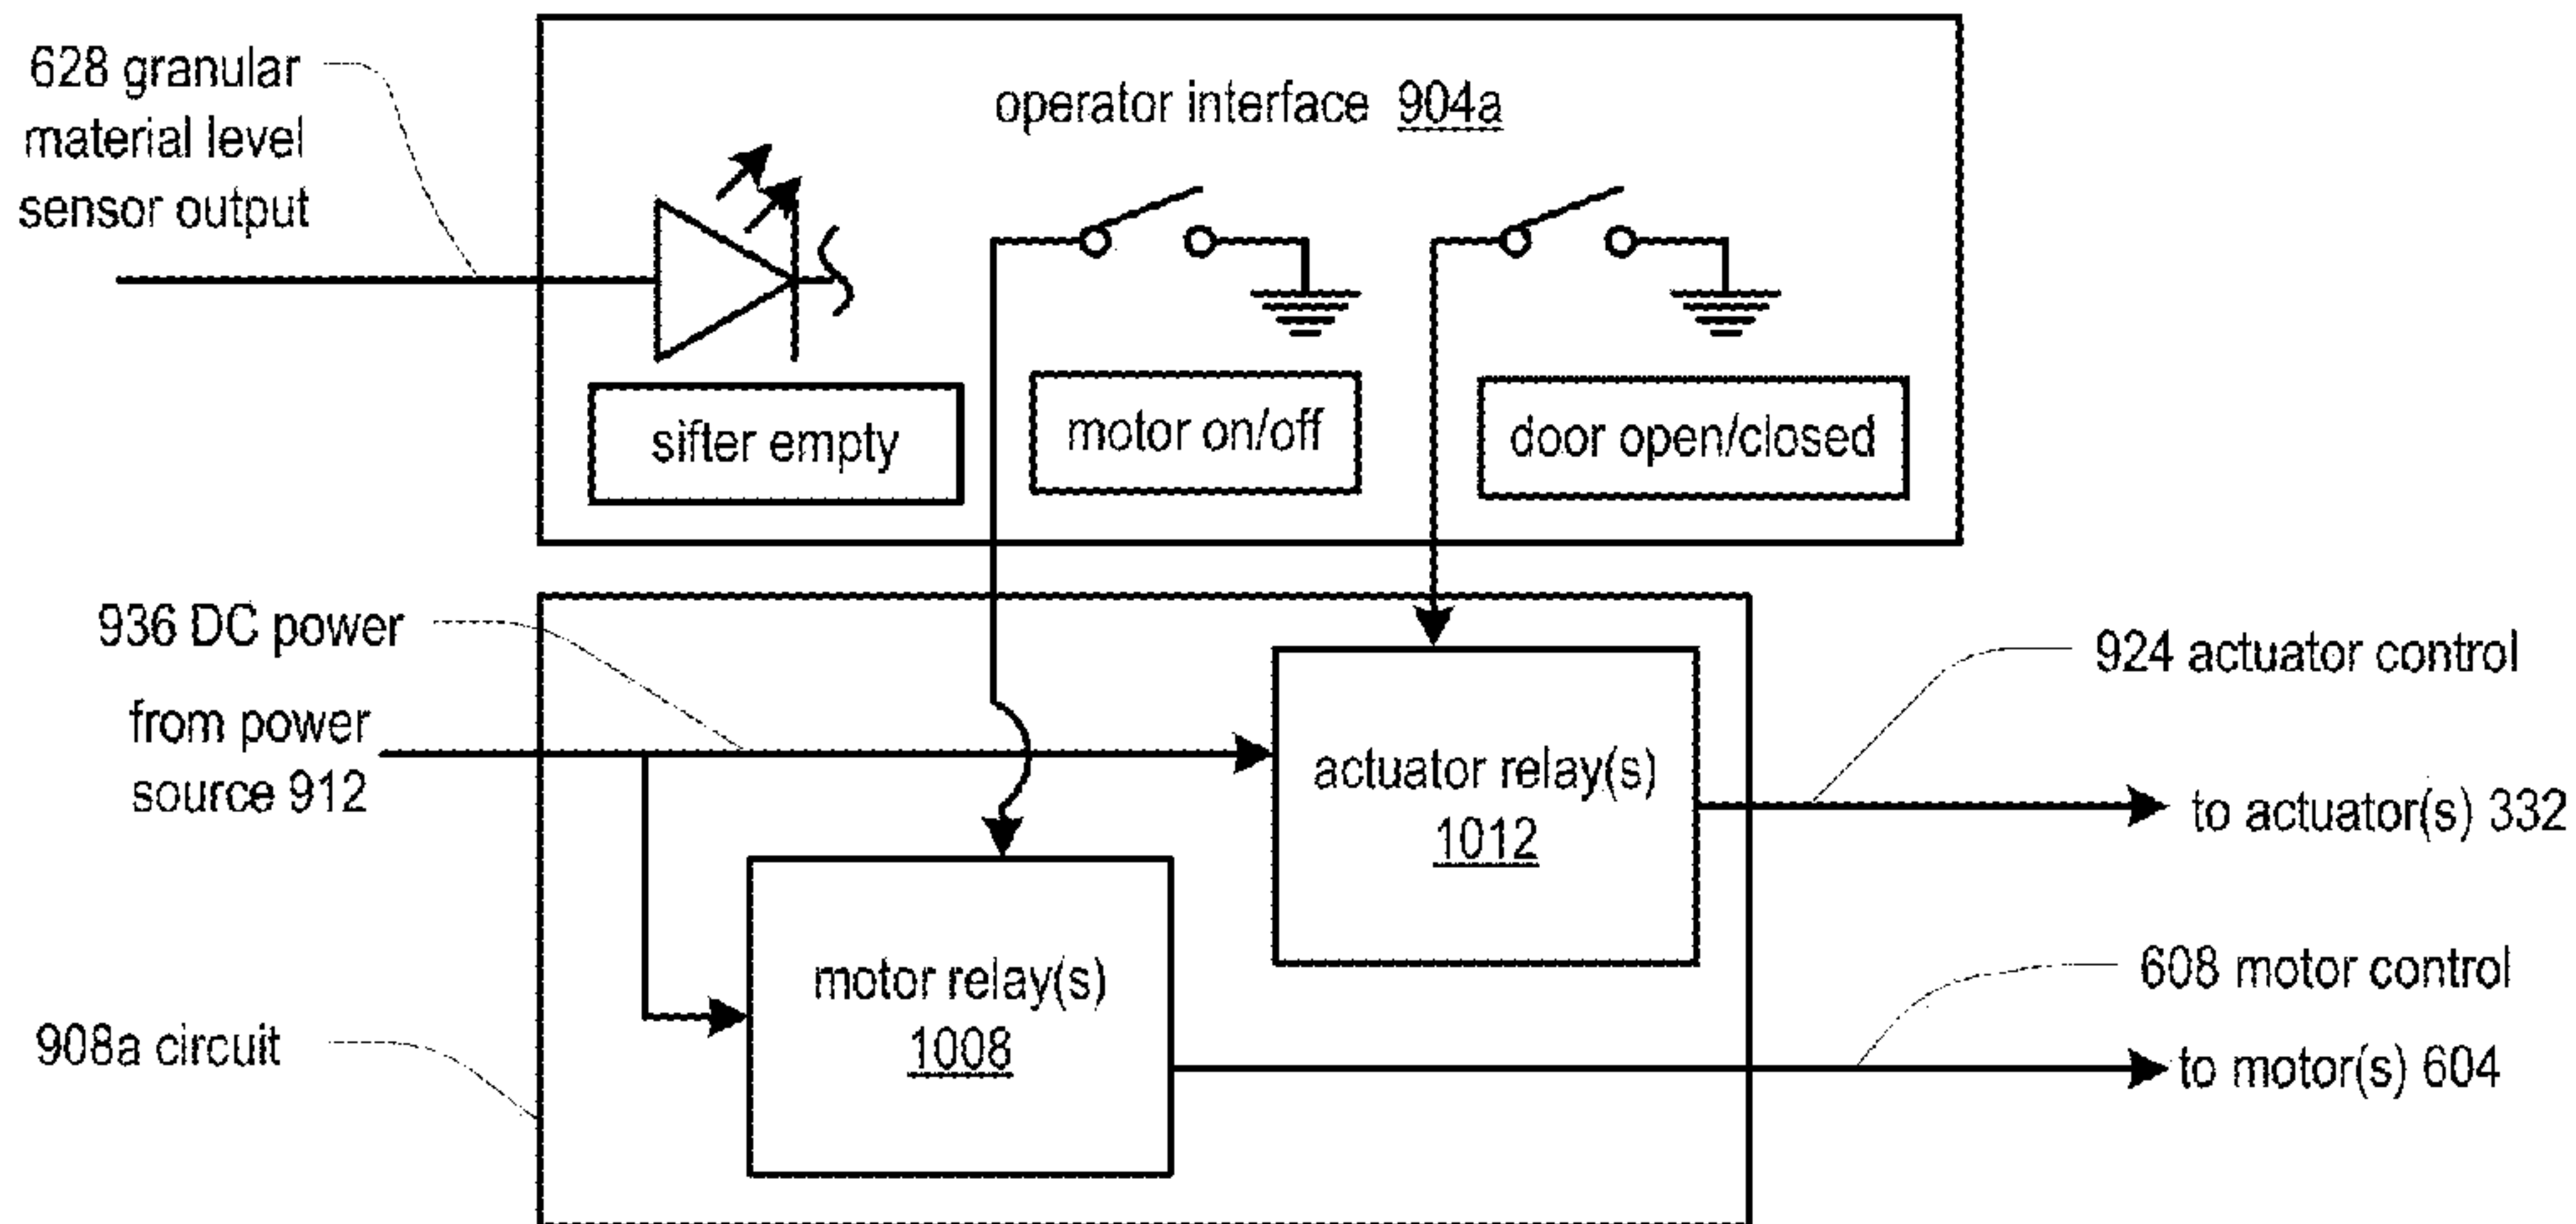 628 granular
material level
sensor output
operator interface 904a
sifter empty
motor on/off
door open/closed
936 DC power
from power
source 912
908a circuit
actuator relay(s)
1012
motor relay(s)
1008
924 actuator control
to actuator(s) 332
608 motor control
to motor(s) 604